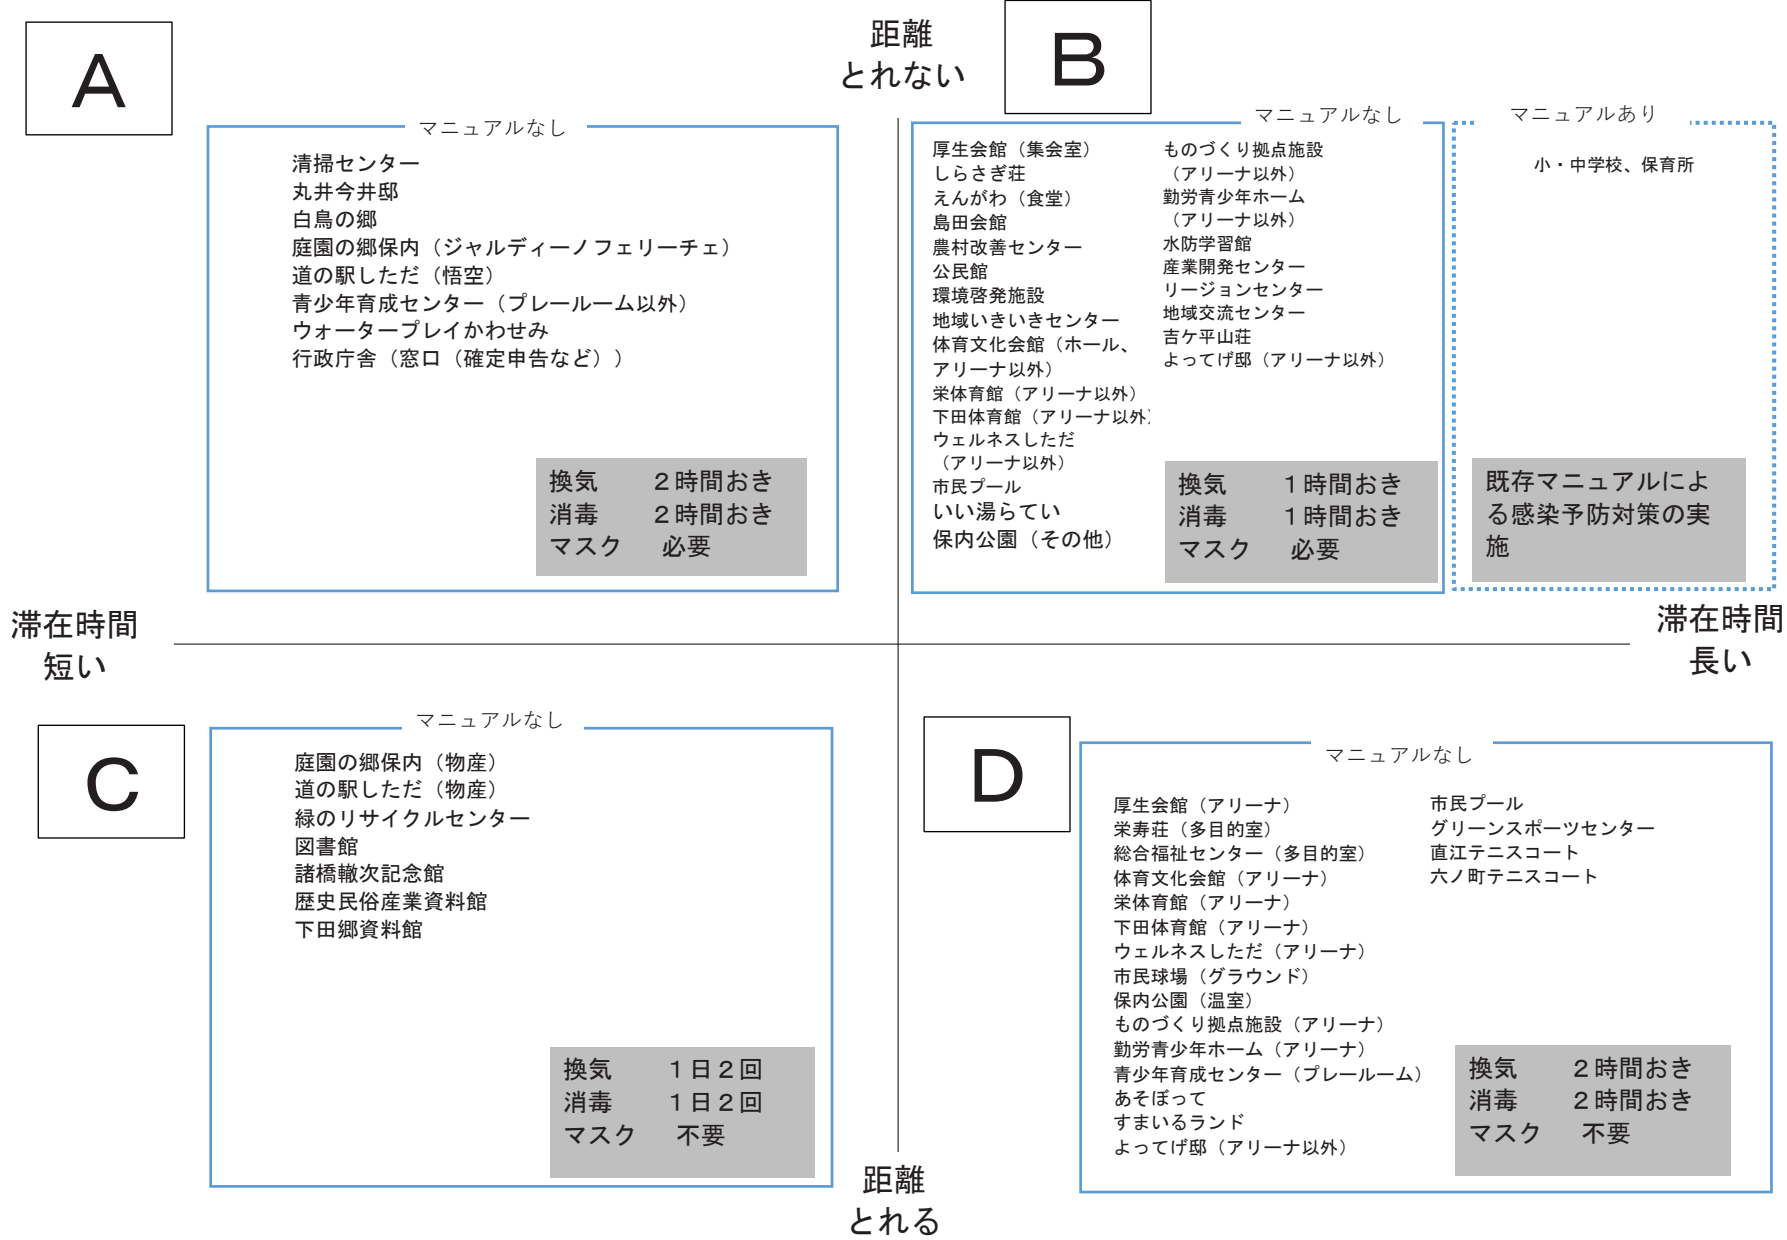 距離
とれない
A
マニュアルなし
清掃センター
丸井今井邸
白鳥の郷
庭園の郷保内（ジャルディーノフェリーチェ）
道の駅しただ（悟空）
青少年育成センター（プレールーム以外）
ウォータープレイかわせみ
行政庁舎（窓口（確定申告など））
換気　２時間おき
消毒　２時間おき
マスク　必要
B
マニュアルなし
厚生会館（集会室）
しらさぎ荘
えんがわ（食堂）
島田会館
農村改善センター
公民館
環境啓発施設
地域いきいきセンター
体育文化会館（ホール、
アリーナ以外）
栄体育館（アリーナ以外）
下田体育館（アリーナ以外）
ウェルネスしただ
（アリーナ以外）
市民プール
いい湯らてい
保内公園（その他）
ものづくり拠点施設
（アリーナ以外）
勤労青少年ホーム
（アリーナ以外）
水防学習館
産業開発センター
リージョンセンター
地域交流センター
吉ケ平山荘
よってげ邸（アリーナ以外）
換気　１時間おき
消毒　１時間おき
マスク　必要
マニュアルあり
小・中学校、保育所
既存マニュアルによ
る感染予防対策の実
施
滞在時間
短い
滞在時間
長い
C
マニュアルなし
庭園の郷保内（物産）
道の駅しただ（物産）
緑のリサイクルセンター
図書館
諸橋轍次記念館
歴史民俗産業資料館
下田郷資料館
換気　１日２回
消毒　１日２回
マスク　不要
D
マニュアルなし
厚生会館（アリーナ）
栄寿荘（多目的室）
総合福祉センター（多目的室）
体育文化会館（アリーナ）
栄体育館（アリーナ）
下田体育館（アリーナ）
ウェルネスしただ（アリーナ）
市民球場（グラウンド）
保内公園（温室）
ものづくり拠点施設（アリーナ）
勤労青少年ホーム（アリーナ）
青少年育成センター（プレールーム）
あそぼって
すまいるランド
よってげ邸（アリーナ以外）
市民プール
グリーンスポーツセンター
直江テニスコート
六ノ町テニスコート
換気　２時間おき
消毒　２時間おき
マスク　不要
距離
とれる